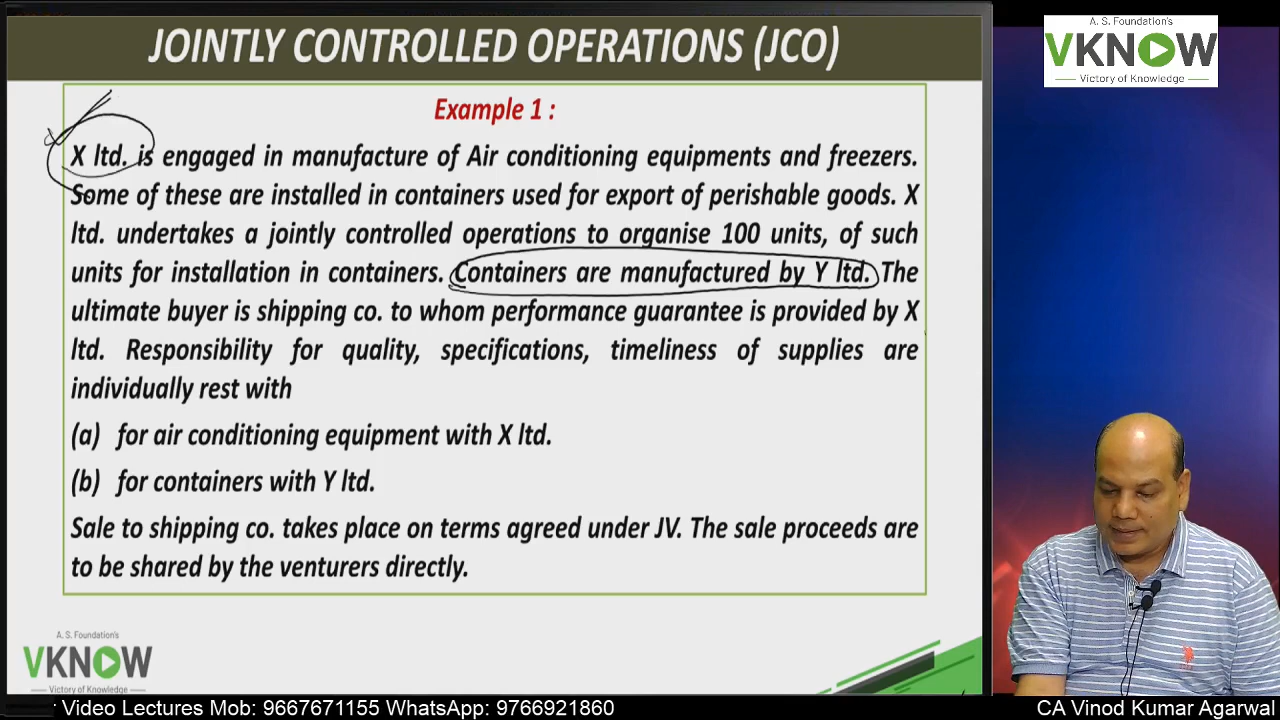 JOINTLY CONTROLLED OPERATIONS (JCO)
A. S. Foundation's
VKNOW
Victory of Knowledge
Example 1 :
X ltd. is engaged in manufacture of Air conditioning equipments and freezers.
Some of these are installed in containers used for export of perishable goods. X
ltd. undertakes a jointly controlled operations to organise 100 units, of such
units for installation in containers. Containers are manufactured by Y ltd. The
ultimate buyer is shipping co. to whom performance guarantee is provided by X
ltd. Responsibility for quality, specifications, timeliness of supplies are
individually rest with
(a) for air conditioning equipment with X ltd.
(b) for containers with Y ltd.
Sale to shipping co. takes place on terms agreed under JV. The sale proceeds are
to be shared by the venturers directly.
A. S. Foundation's
VKNOW
Victory of Knowledge
Video Lectures Mob: 9667671155 WhatsApp: 9766921860
CA Vinod Kumar Agarwal